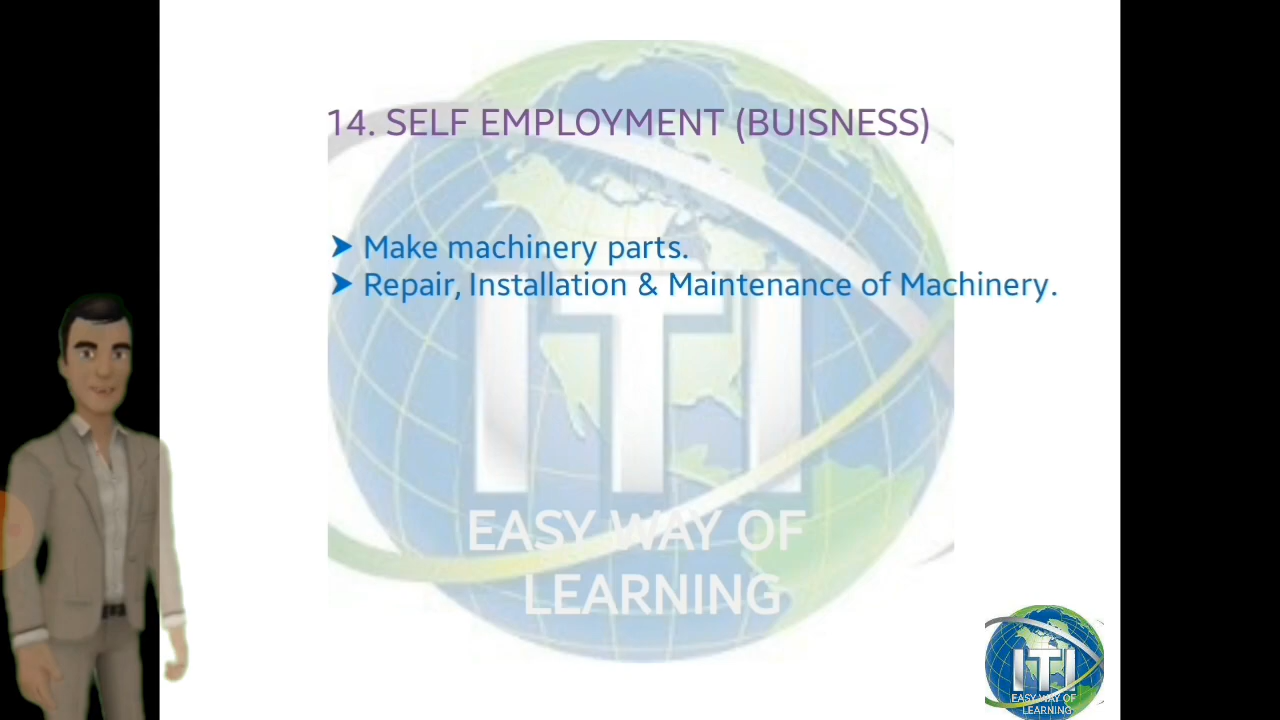 14. SELF EMPLOYMENT (BUISNESS)
➤ Make machinery parts.
➤ Repair, Installation & Maintenance of Machinery.
ITI
EASY WAY OF
LEARNING
ITI
EASY WAY OF
LEARNING